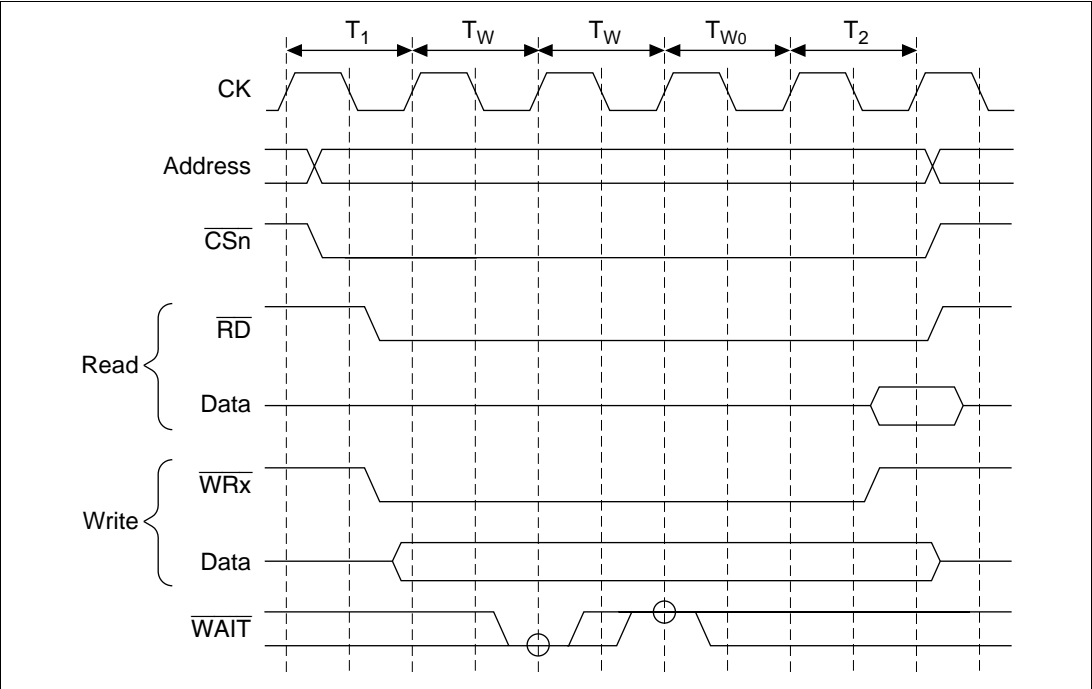 T1 TW TW TW0 T2
CK
Address
CSn
RD
Read
Data
WRx
Write
Data
WAIT